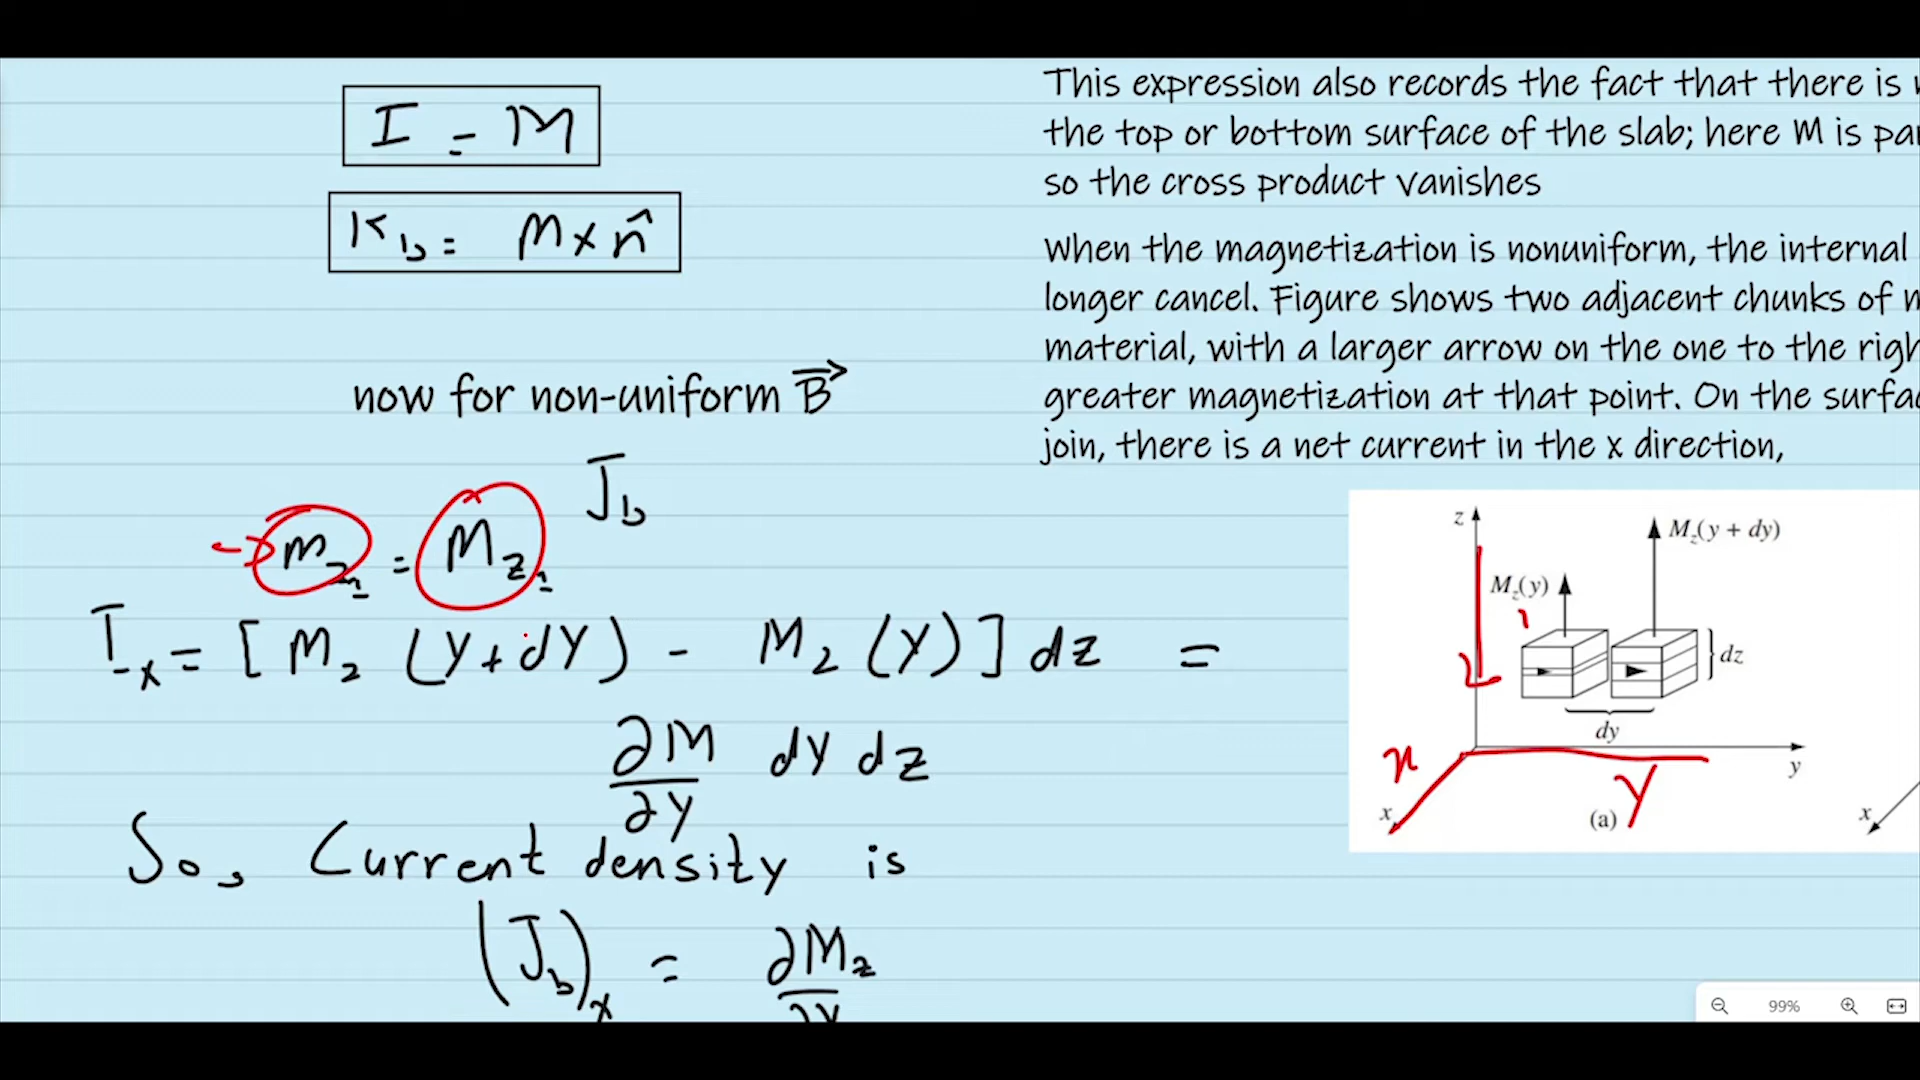 I = M
K_b = M × n̂
now for non-uniform B⃗
J_b
= M_z
I_x = [ M_z (Y+dY) - M_z (Y) ] dz =
∂M/∂Y dY dz
So, Current density is
(J_b)_x = ∂M_z/∂Y
This expression also records the fact that there is
the top or bottom surface of the slab; here M is
so the cross product vanishes
When the magnetization is nonuniform, the internal
longer cancel. Figure shows two adjacent chunks of
material, with a larger arrow on the one to the
greater magnetization at that point. On the
join, there is a net current in the x direction,
z
M_z(y + dy)
M_z(y)
dz
dy
x
y
Y
x
(a)
x
99%